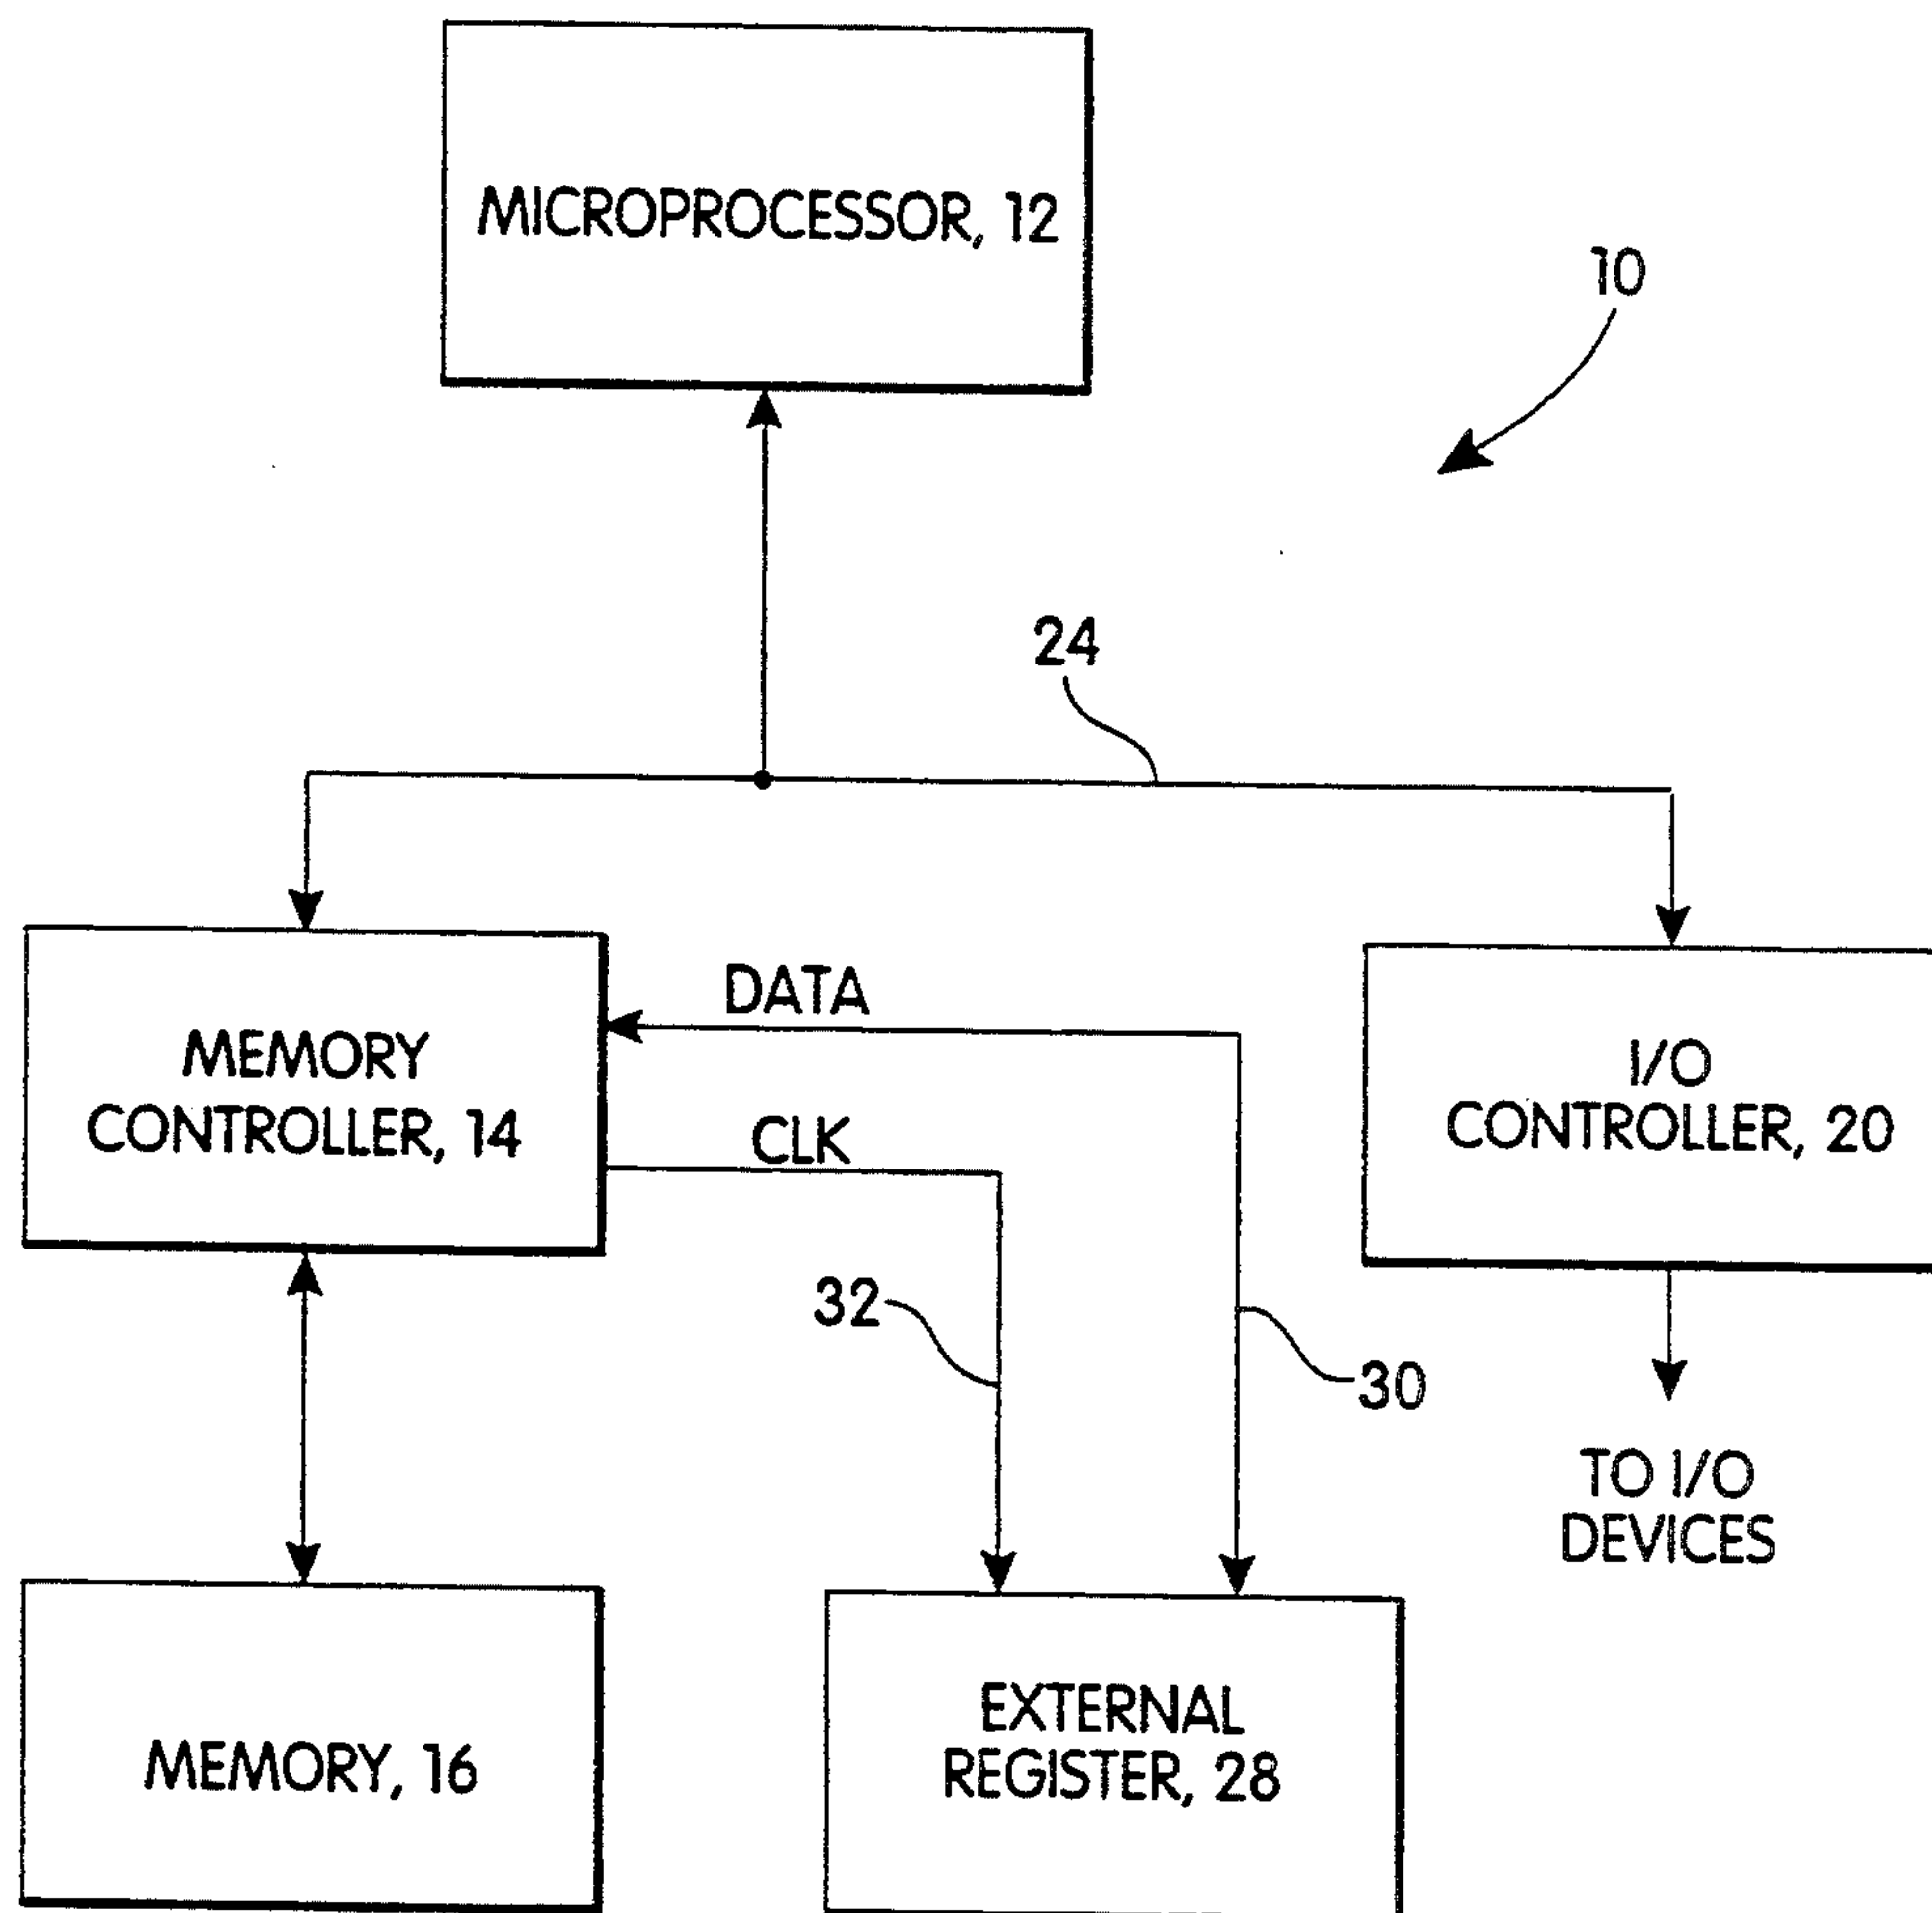 MICROPROCESSOR, 12
10
24
MEMORY
CONTROLLER, 14
DATA
CLK
I/O
CONTROLLER, 20
32
30
TO I/O
DEVICES
MEMORY, 16
EXTERNAL
REGISTER, 28